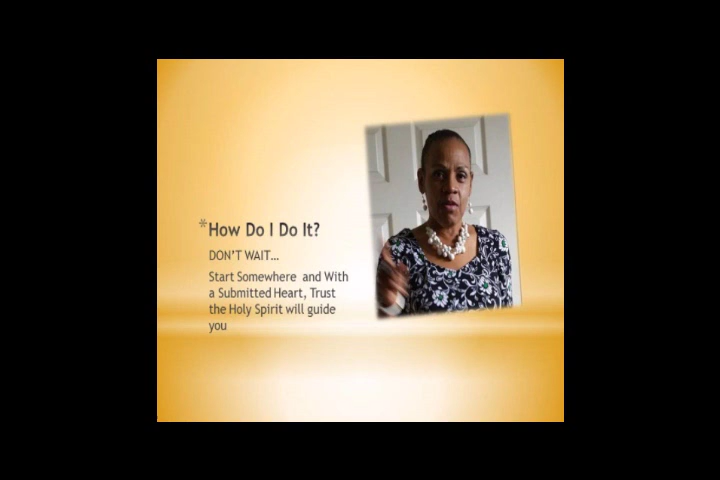 *How Do I Do It?
DON'T WAIT...
Start Somewhere and With
a Submitted Heart, Trust
the Holy Spirit will guide
you